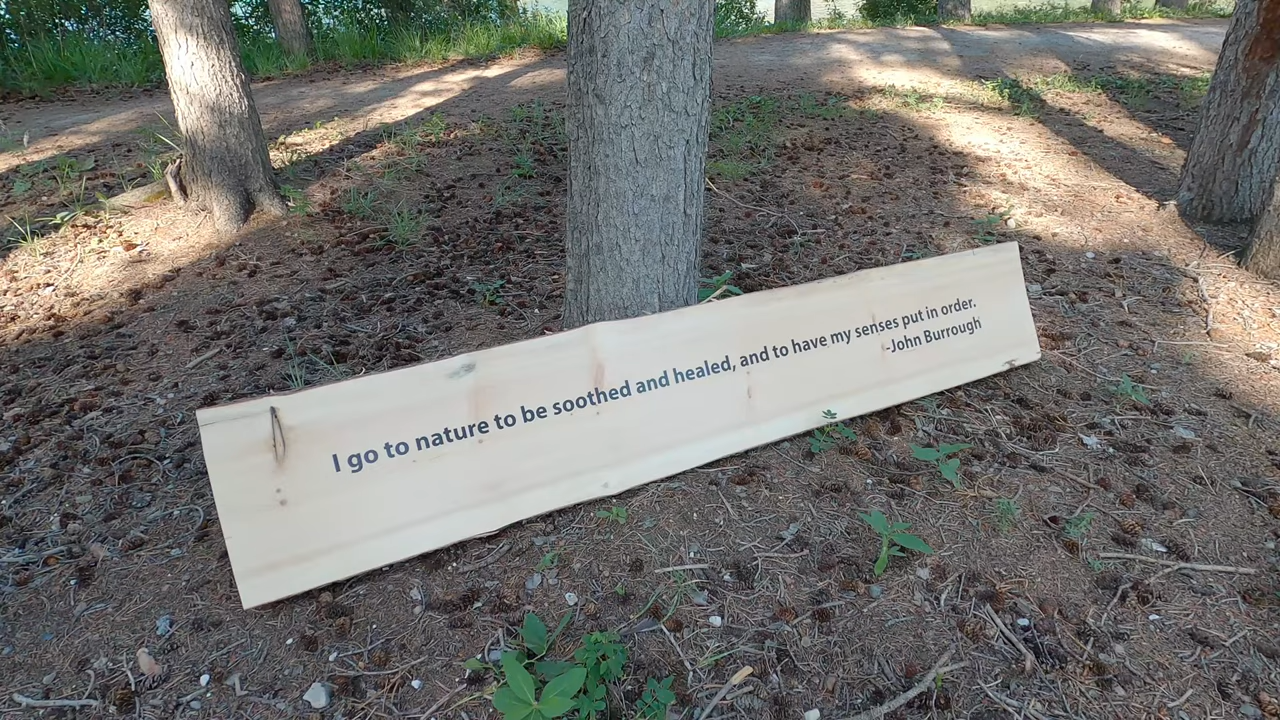 I go to nature to be soothed and healed, and to have my senses put in order.
-John Burrough